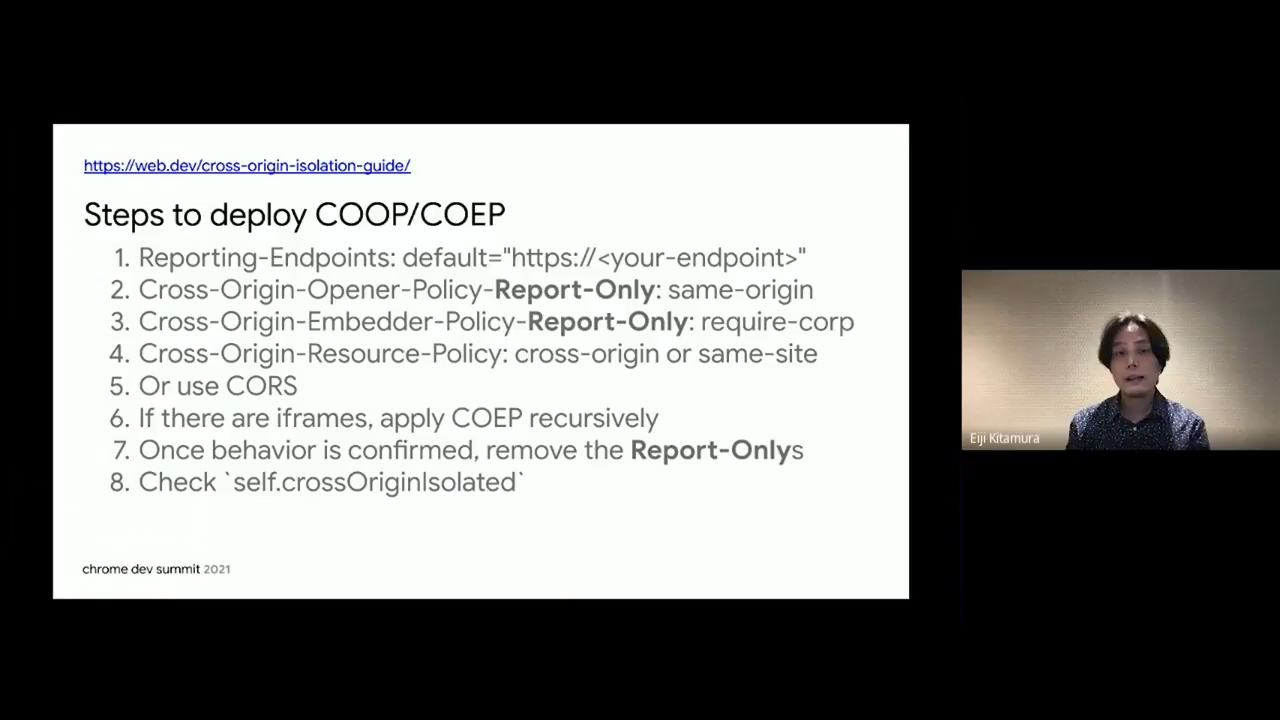 https://web.dev/cross-origin-isolation-guide/
Steps to deploy COOP/COEP
1. Reporting-Endpoints: default="https://<your-endpoint>"
2. Cross-Origin-Opener-Policy-Report-Only: same-origin
3. Cross-Origin-Embedder-Policy-Report-Only: require-corp
4. Cross-Origin-Resource-Policy: cross-origin or same-site
5. Or use CORS
6. If there are iframes, apply COEP recursively
7. Once behavior is confirmed, remove the Report-Onlys
8. Check `self.crossOriginIsolated`
chrome dev summit 2021
Eiji Kitamura